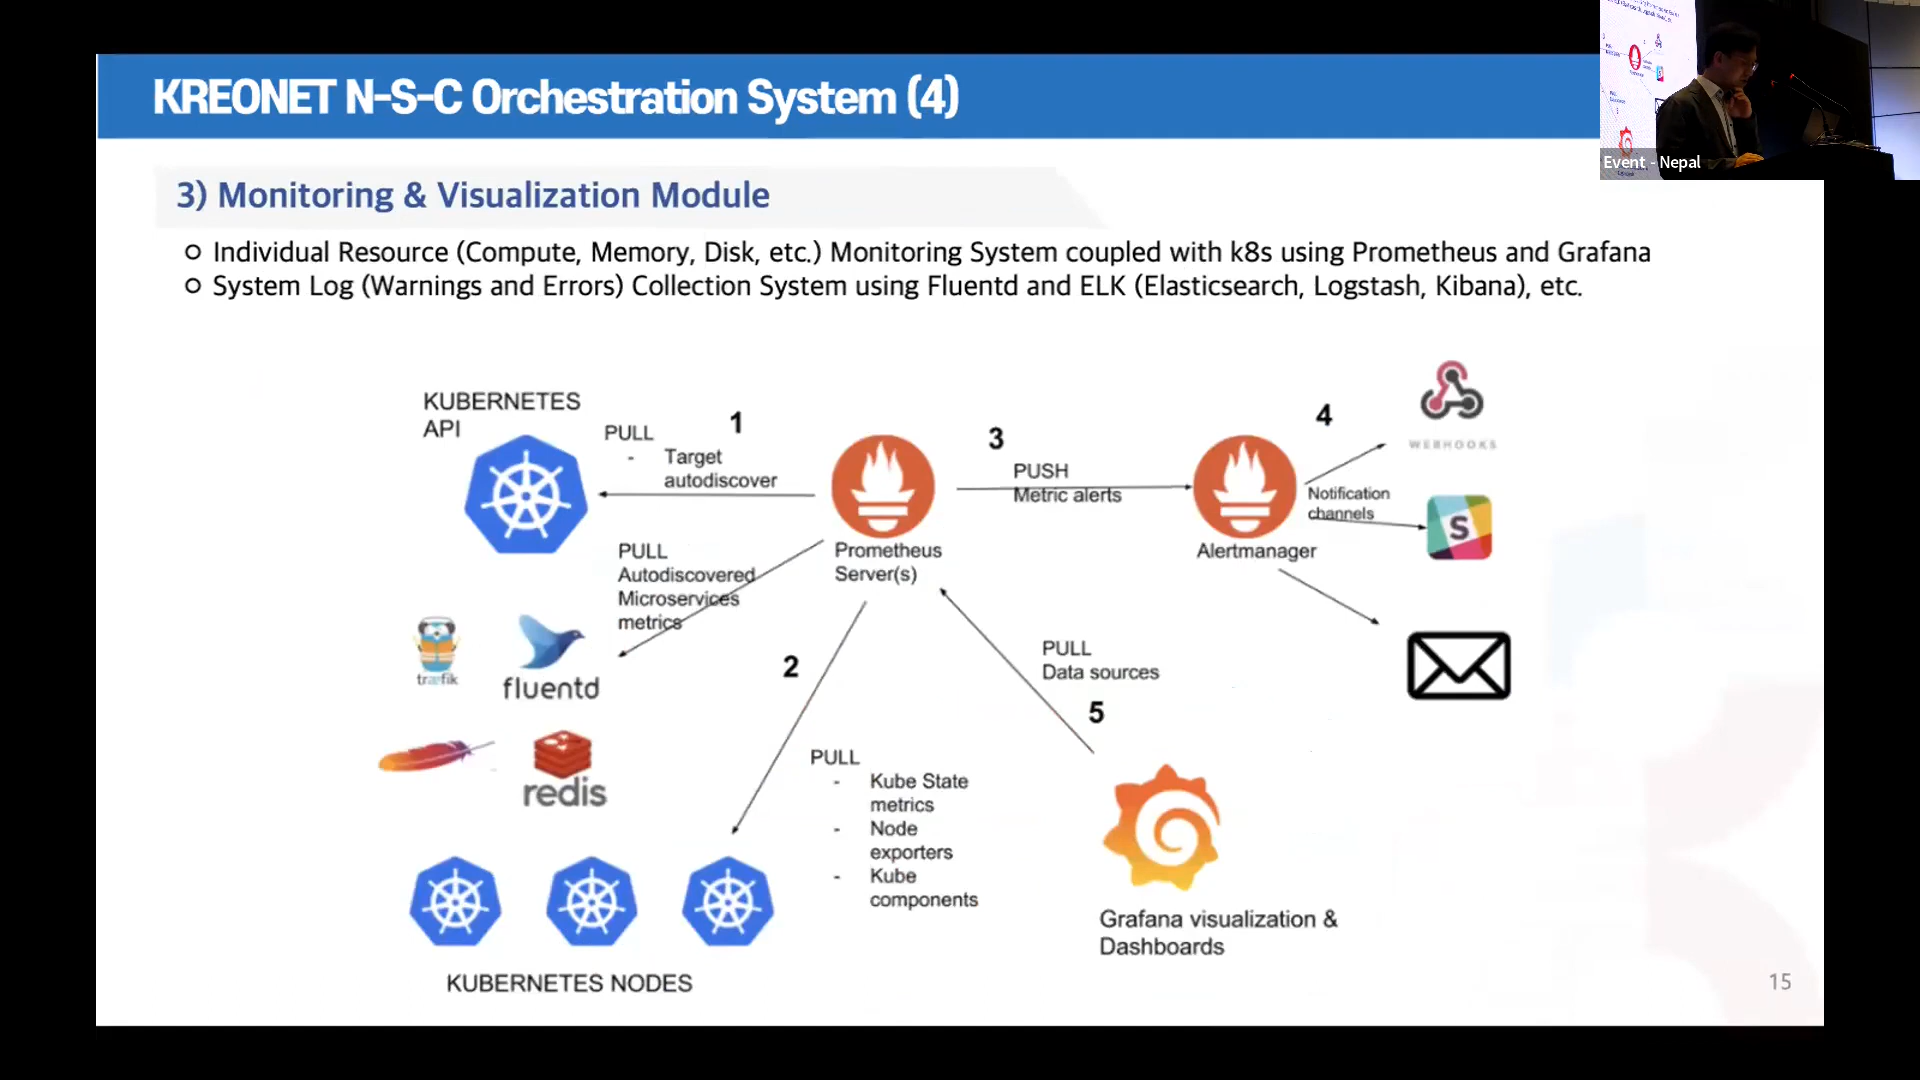 KREONET N-S-C Orchestration System (4)
Event - Nepal
3) Monitoring & Visualization Module
Individual Resource (Compute, Memory, Disk, etc.) Monitoring System coupled with k8s using Prometheus and Grafana
System Log (Warnings and Errors) Collection System using Fluentd and ELK (Elasticsearch, Logstash, Kibana), etc.
KUBERNETES
API
PULL
- Target
autodiscover
1
3
PUSH
Metric alerts
4
WEBHOOKS
Notification
channels
S
Prometheus
Server(s)
Alertmanager
PULL
Autodiscovered
Microservices
metrics
træfik
fluentd
redis
2
PULL
Data sources
5
PULL
- Kube State
metrics
- Node
exporters
- Kube
components
Grafana visualization &
Dashboards
KUBERNETES NODES
15